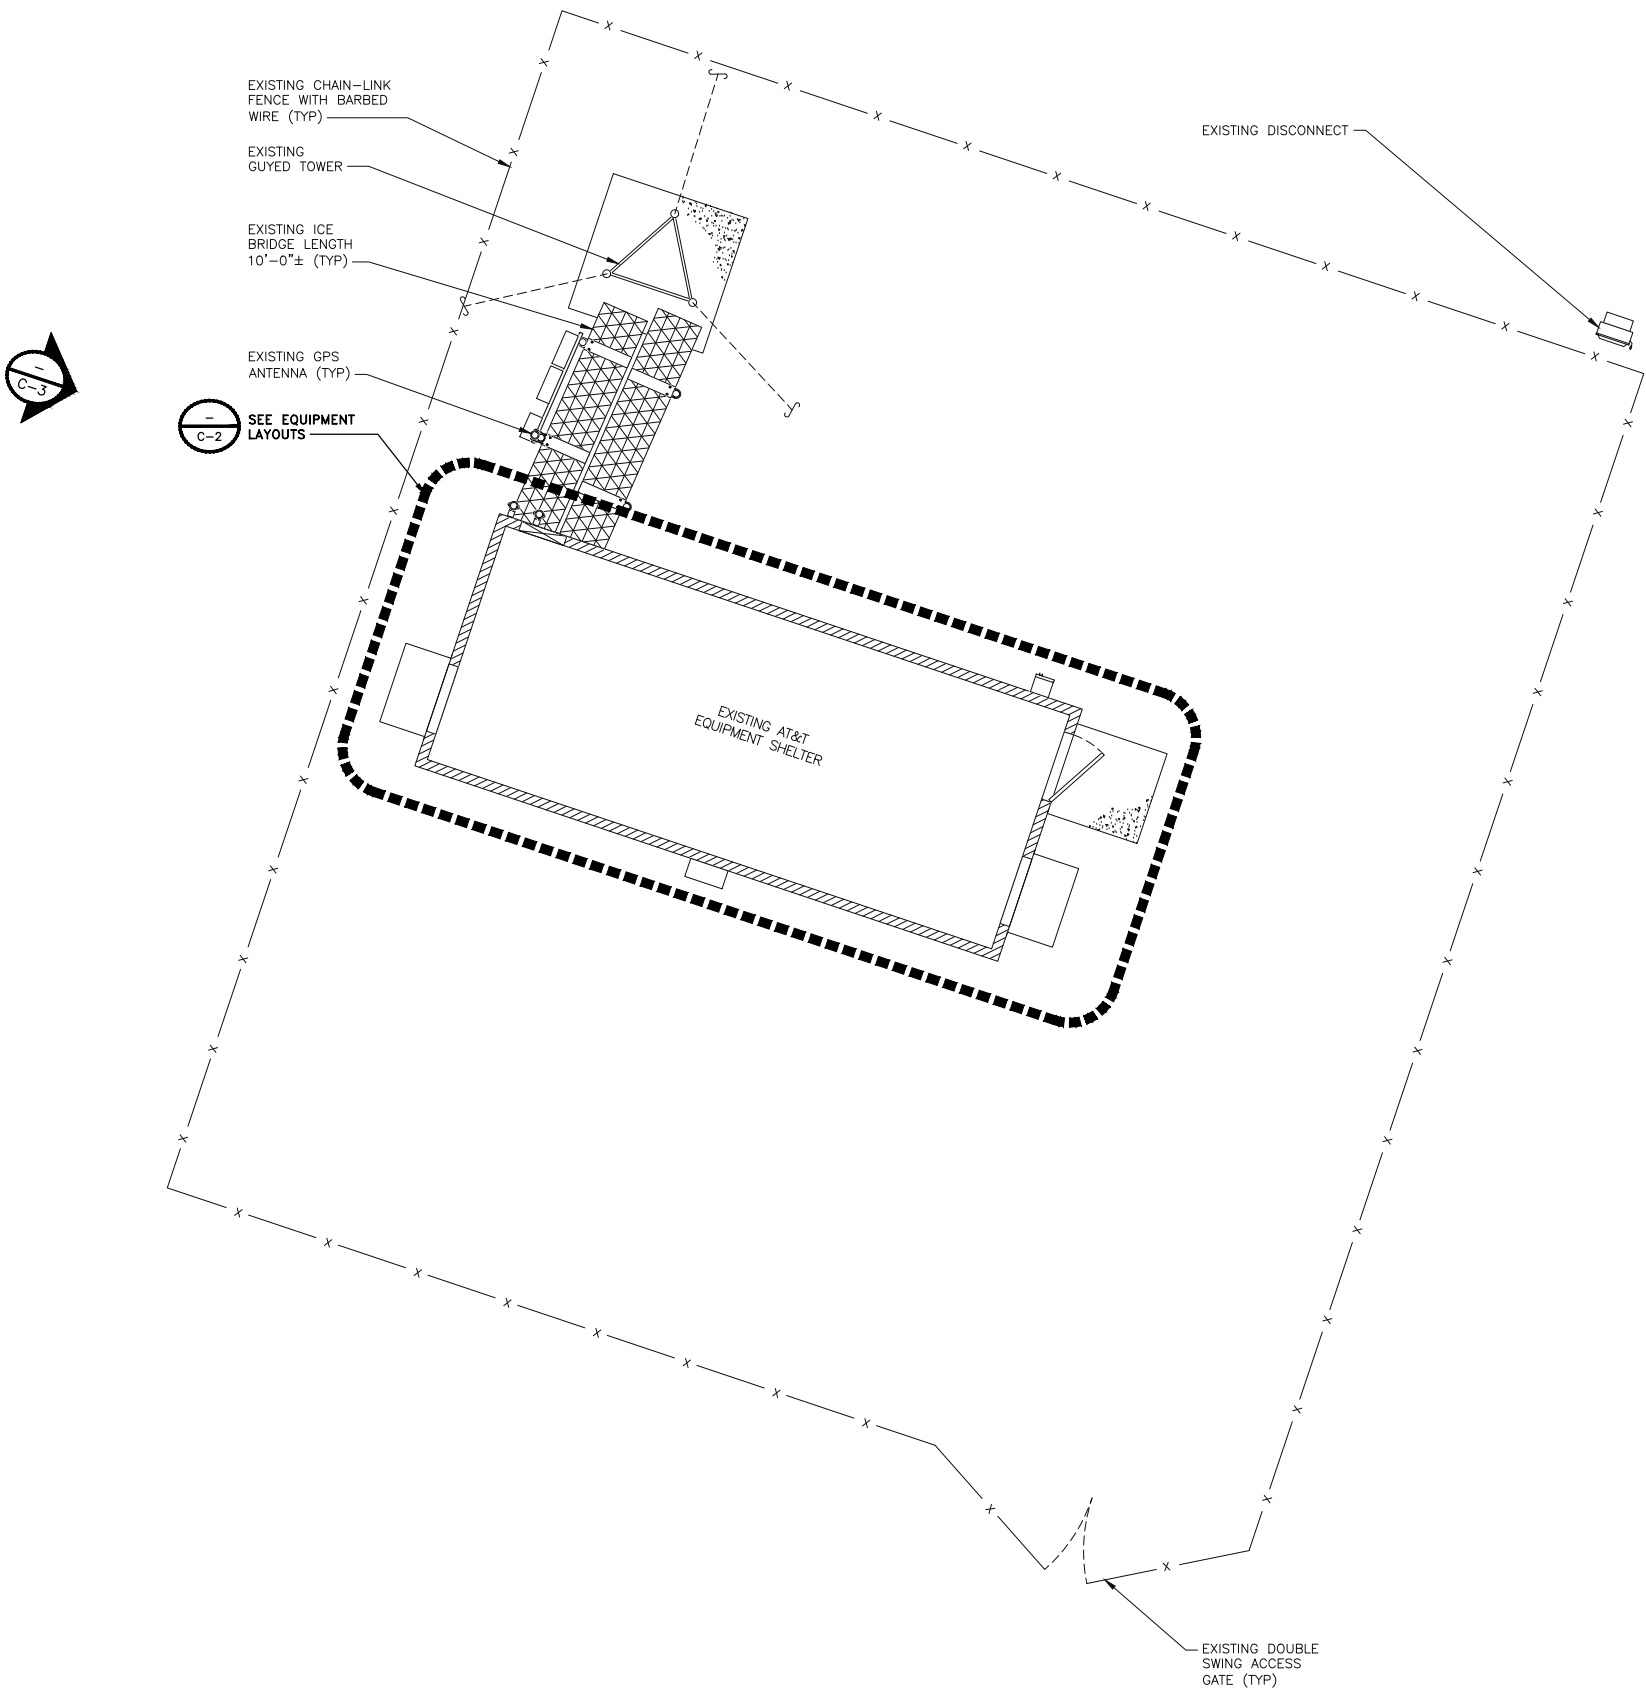 EXISTING CHAIN-LINK
FENCE WITH BARBED
WIRE (TYP)
EXISTING
GUYED TOWER
EXISTING ICE
BRIDGE LENGTH
10'-0"± (TYP)
EXISTING GPS
ANTENNA (TYP)
–
C-3
–
C-2
SEE EQUIPMENT
LAYOUTS
EXISTING DISCONNECT
EXISTING AT&T
EQUIPMENT SHELTER
EXISTING DOUBLE
SWING ACCESS
GATE (TYP)